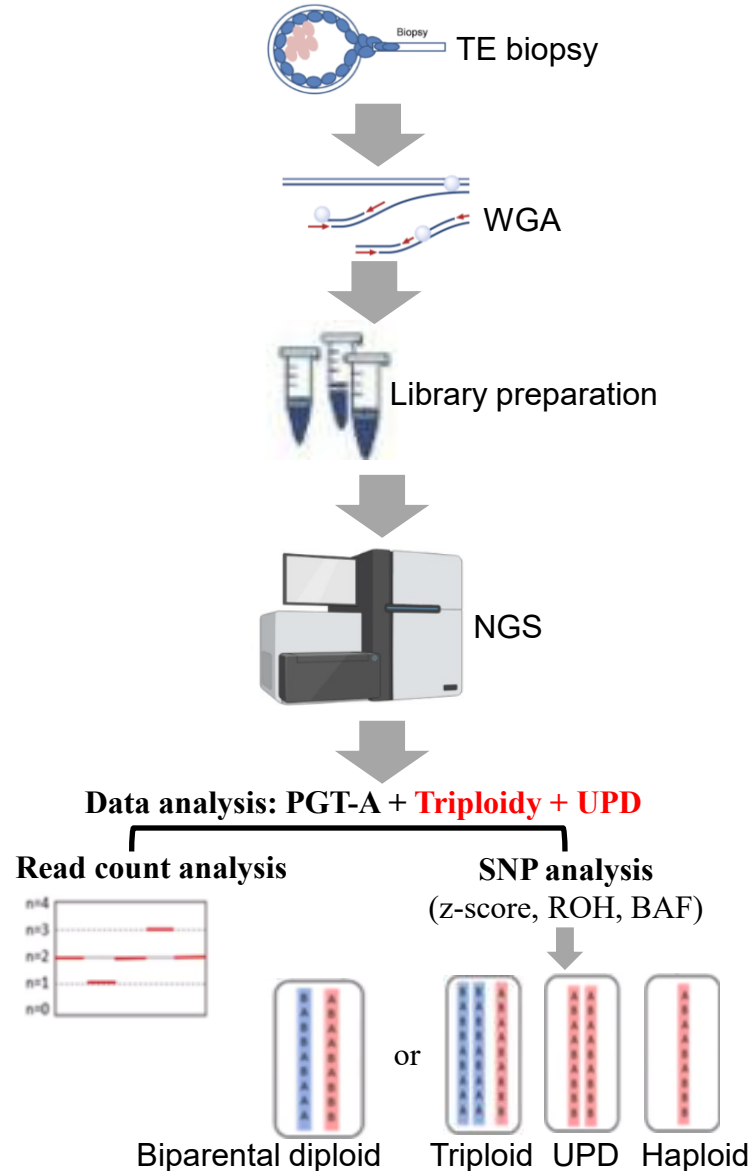 Biopsy
TE biopsy
WGA
Library preparation
NGS
Data analysis: PGT-A + Triploidy + UPD
Read count analysis
SNP analysis
(z-score, ROH, BAF)
n=4
n=3
n=2
n=1
n=0
or
Biparental diploid
Triploid
UPD
Haploid